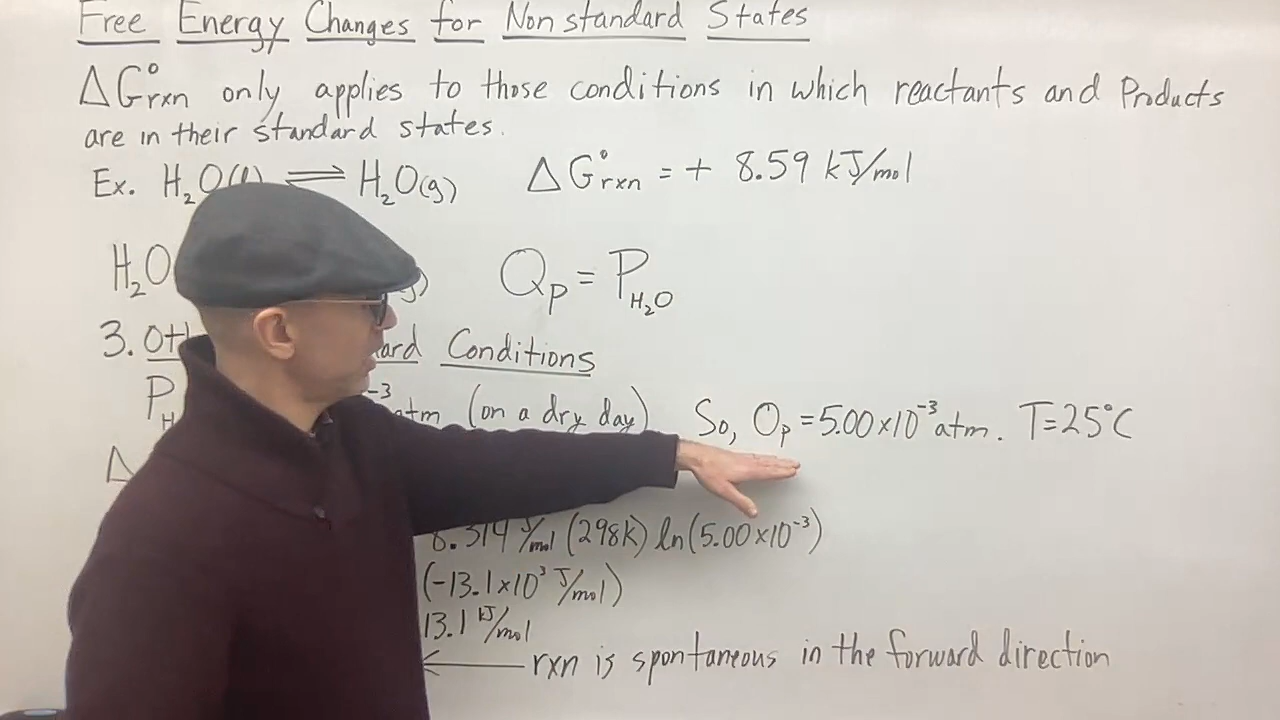 Free Energy Changes for Nonstandard States
ΔG°rxn only applies to those conditions in which reactants and Products
are in their standard states.
Ex. H₂O(l) ⇌ H₂O(g) ΔG°rxn = + 8.59 kJ/mol
H₂O g) Qp = P H₂O
3. Conditions
P -3 atm (on a dry day) So, Qp = 5.00×10⁻³ atm. T=25°C
Δ
8.314 J/mol (298K) ln(5.00×10⁻³)
(-13.1×10³ J/mol)
13.1 kJ/mol
← rxn is spontaneous in the forward direction